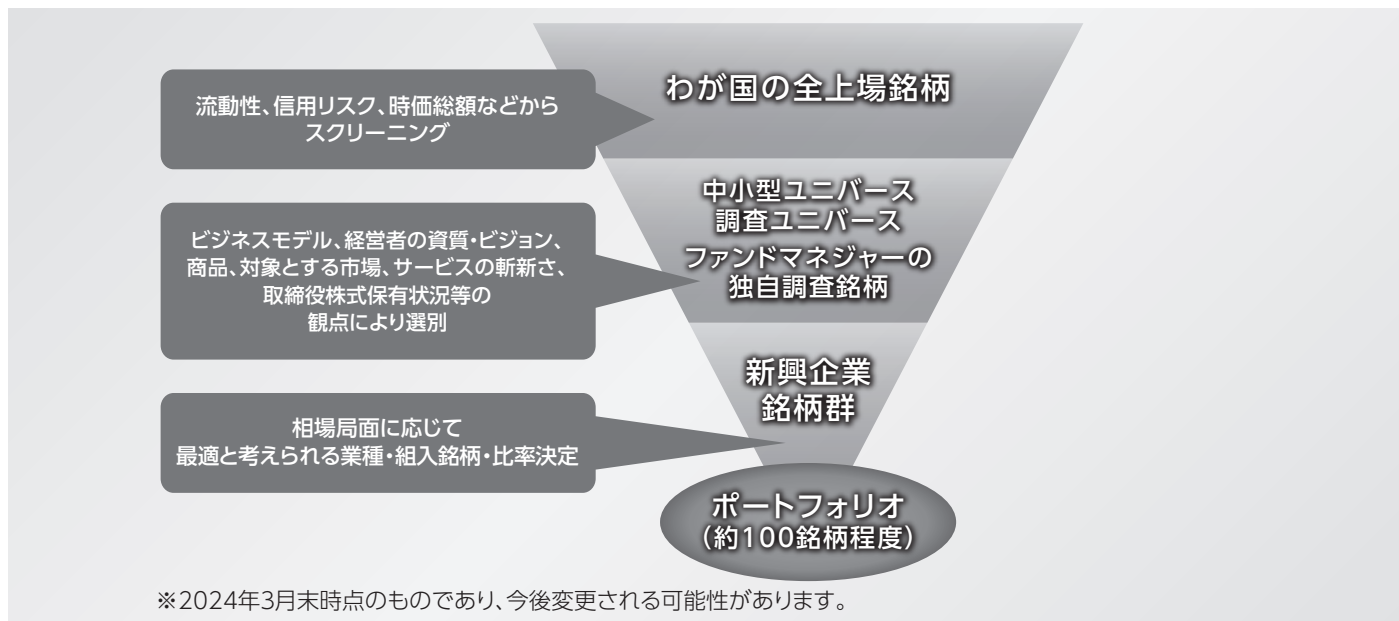 わが国の全上場銘柄
流動性、信用リスク、時価総額などから
スクリーニング
中小型ユニバース
調査ユニバース
ファンドマネジャーの
独自調査銘柄
ビジネスモデル、経営者の資質・ビジョン、
商品、対象とする市場、サービスの斬新さ、
取締役株式保有状況等の
観点により選別
新興企業
銘柄群
相場局面に応じて
最適と考えられる業種・組入銘柄・比率決定
ポートフォリオ
(約100銘柄程度)
※2024年3月末時点のものであり、今後変更される可能性があります。